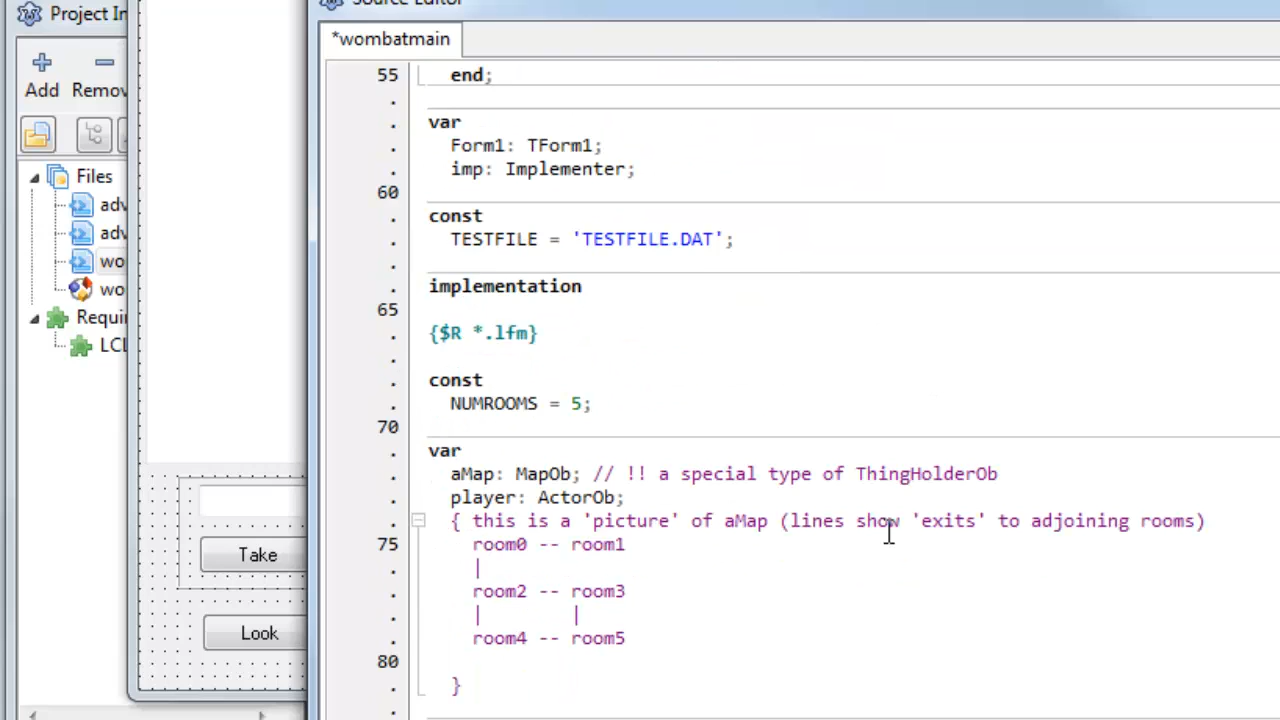 Project In
Source Editor
*wombatmain
Add Remov
Files
adv
adv
wo
wo
Requir
LCL
Take
Look
55 end;
.
. var
. Form1: TForm1;
. imp: Implementer;
60
. const
. TESTFILE = 'TESTFILE.DAT';
.
. implementation
65
. {$R *.lfm}
.
. const
. NUMROOMS = 5;
70
. var
. aMap: MapOb; // !! a special type of ThingHolderOb
. player: ActorOb;
. { this is a 'picture' of aMap (lines show 'exits' to adjoining rooms)
75 room0 -- room1
. |
. room2 -- room3
. | |
. room4 -- room5
80
. }
.